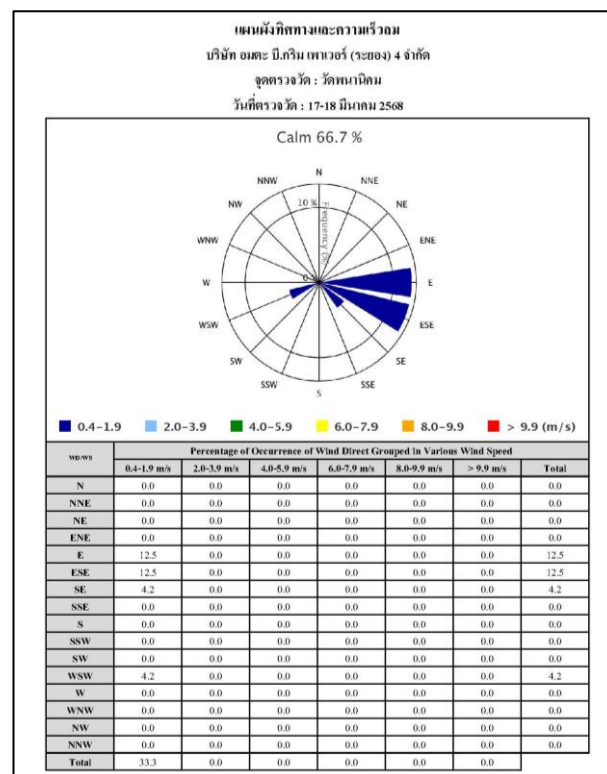 แผนผังทิศทางและความเร็วลม
บริษัท อมตะ บี.กริม เพาเวอร์ (ระยอง) 4 จำกัด
จุดตรวจวัด : วัดพนานิคม
วันที่ตรวจวัด : 17-18 มีนาคม 2568
Calm 66.7 %
N
NNW NNE
NW NE
10 %
Frequency (%)
WNW ENE
0 %
W E
WSW ESE
SW SE
SSW SSE
S
0.4-1.9 2.0-3.9 4.0-5.9 6.0-7.9 8.0-9.9 > 9.9 (m/s)
WD/WS Percentage of Occurrence of Wind Direct Grouped in Various Wind Speed
0.4-1.9 m/s 2.0-3.9 m/s 4.0-5.9 m/s 6.0-7.9 m/s 8.0-9.9 m/s > 9.9 m/s Total
N 0.0 0.0 0.0 0.0 0.0 0.0 0.0
NNE 0.0 0.0 0.0 0.0 0.0 0.0 0.0
NE 0.0 0.0 0.0 0.0 0.0 0.0 0.0
ENE 0.0 0.0 0.0 0.0 0.0 0.0 0.0
E 12.5 0.0 0.0 0.0 0.0 0.0 12.5
ESE 12.5 0.0 0.0 0.0 0.0 0.0 12.5
SE 4.2 0.0 0.0 0.0 0.0 0.0 4.2
SSE 0.0 0.0 0.0 0.0 0.0 0.0 0.0
S 0.0 0.0 0.0 0.0 0.0 0.0 0.0
SSW 0.0 0.0 0.0 0.0 0.0 0.0 0.0
SW 0.0 0.0 0.0 0.0 0.0 0.0 0.0
WSW 4.2 0.0 0.0 0.0 0.0 0.0 4.2
W 0.0 0.0 0.0 0.0 0.0 0.0 0.0
WNW 0.0 0.0 0.0 0.0 0.0 0.0 0.0
NW 0.0 0.0 0.0 0.0 0.0 0.0 0.0
NNW 0.0 0.0 0.0 0.0 0.0 0.0 0.0
Total 33.3 0.0 0.0 0.0 0.0 0.0